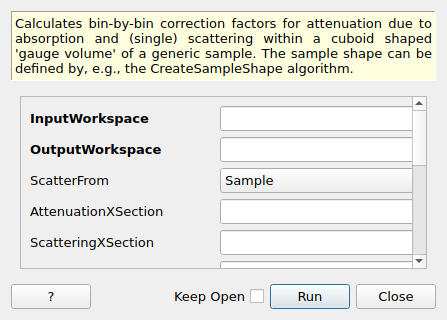 Calculates bin-by-bin correction factors for attenuation due to
absorption and (single) scattering within a cuboid shaped
'gauge volume' of a generic sample. The sample shape can be
defined by, e.g., the CreateSampleShape algorithm.
InputWorkspace
OutputWorkspace
ScatterFrom Sample
AttenuationXSection
ScatteringXSection
? Keep Open Run Close